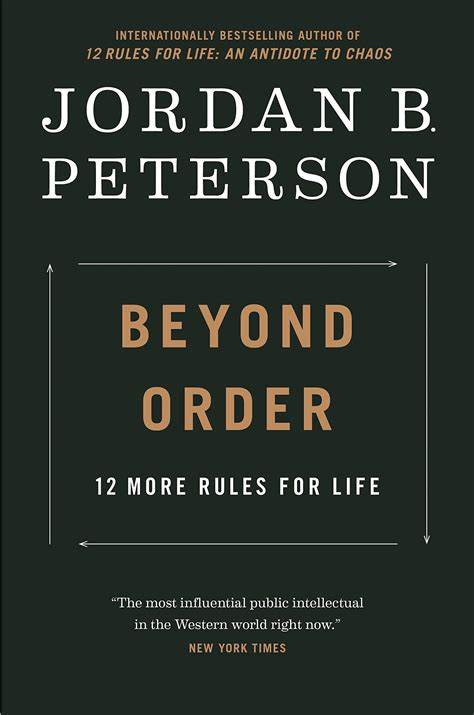 INTERNATIONALLY BESTSELLING AUTHOR OF
12 RULES FOR LIFE: AN ANTIDOTE TO CHAOS
JORDAN B.
PETERSON
BEYOND
ORDER
12 MORE RULES FOR LIFE
“The most influential public intellectual
in the Western world right now.”
NEW YORK TIMES